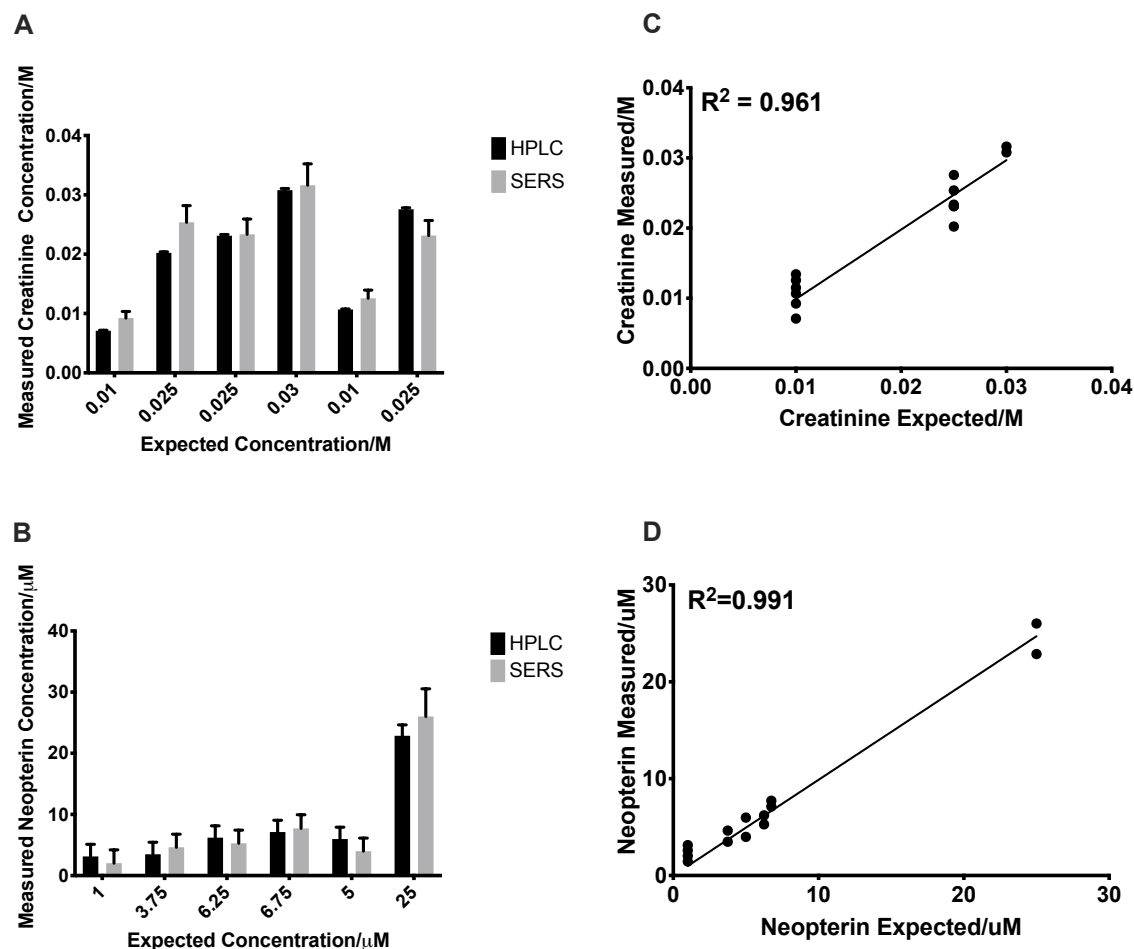 A
Measured Creatinine Concentration/M
0.04
0.03
0.02
0.01
0.00
0.01
0.025
0.025
0.03
0.01
0.025
Expected Concentration/M
HPLC
SERS
C
R² = 0.961
Creatinine Measured/M
0.04
0.03
0.02
0.01
0.00
0.00
0.01
0.02
0.03
0.04
Creatinine Expected/M
B
Measured Neopterin Concentration/μM
40
30
20
10
0
1
3.75
6.25
6.75
5
25
Expected Concentration/μM
HPLC
SERS
D
R²=0.991
Neopterin Measured/uM
30
20
10
0
10
20
30
Neopterin Expected/uM